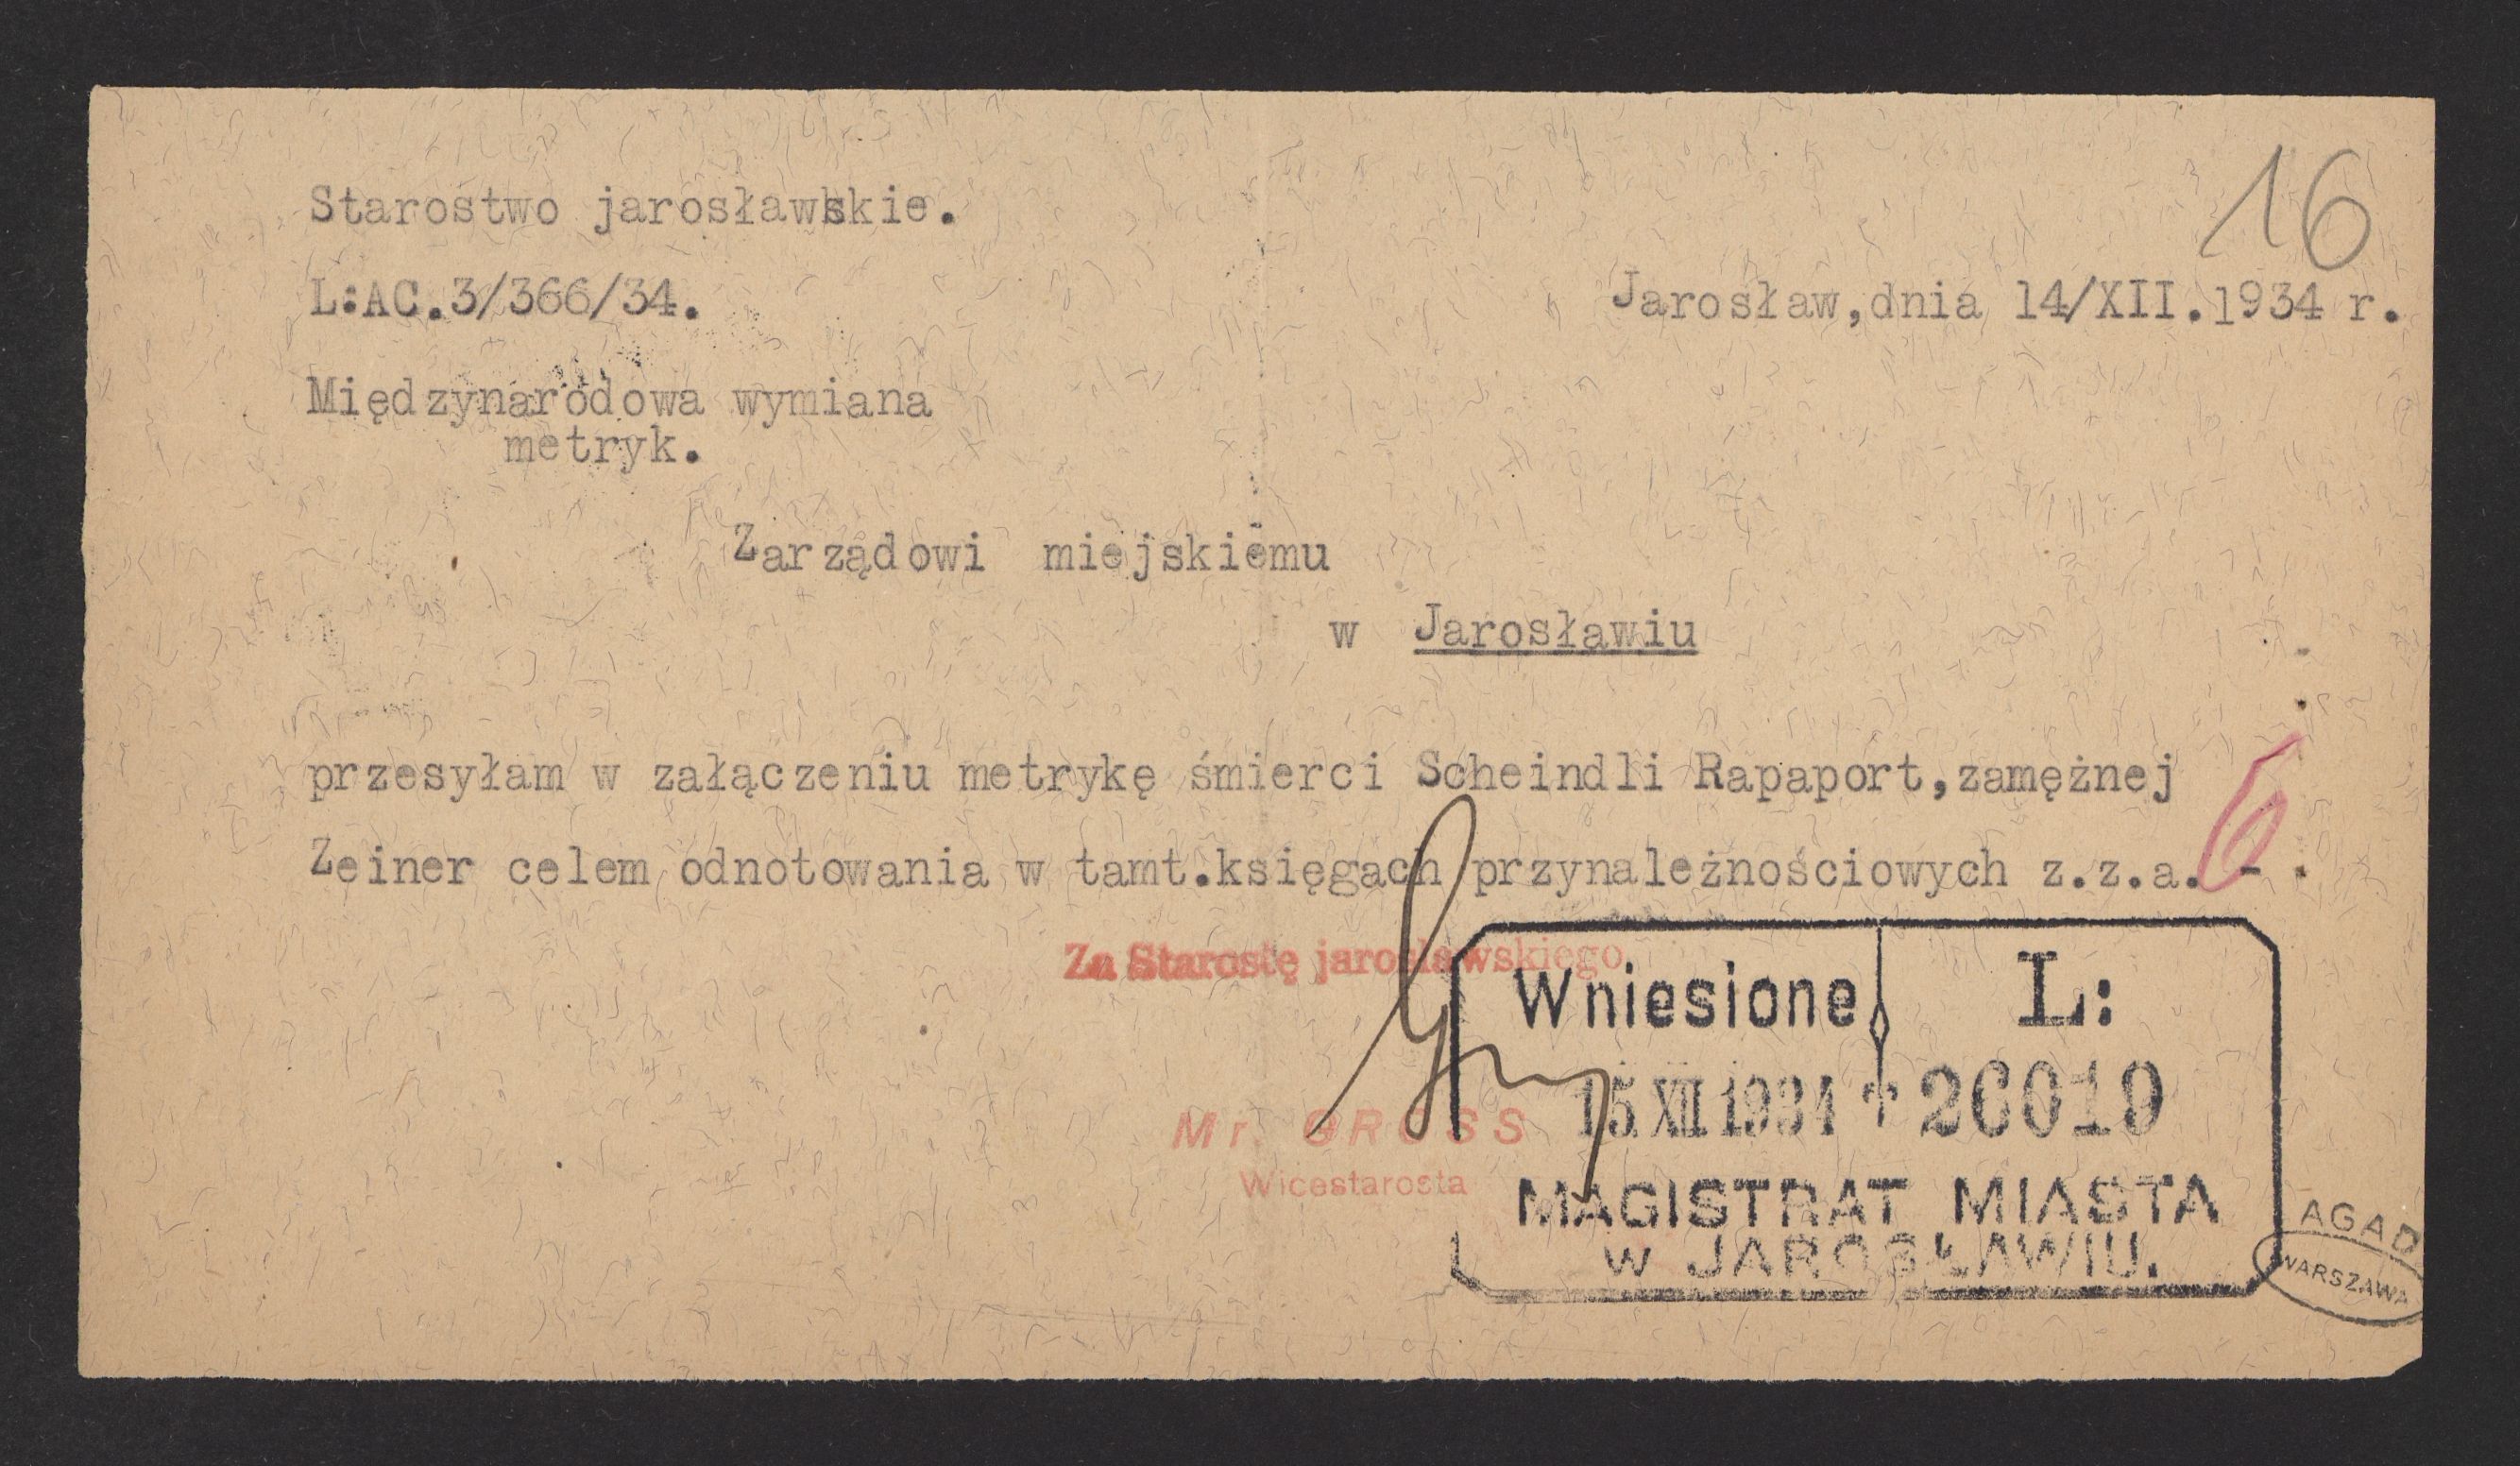 16
Starostwo jarosławskie.
L:AC.3/366/34.
Jarosław,dnia 14/XII.1934 r.
Międzynarodowa wymiana
metryk.
Zarządowi miejskiemu
w Jarosławiu
przesyłam w załączeniu metrykę śmierci Scheindli Rapaport,zamężnej
Zeiner celem odnotowania w tamt.księgach przynależnościowych z.z.a. -
Za Starostę jarosławskiego
Mr GROSS
Wicestarosta
Wniesione L:
15 XII 1934 20019
MAGISTRAT MIASTA
W JAROSŁAWIU.
AGAD
WARSZAWA